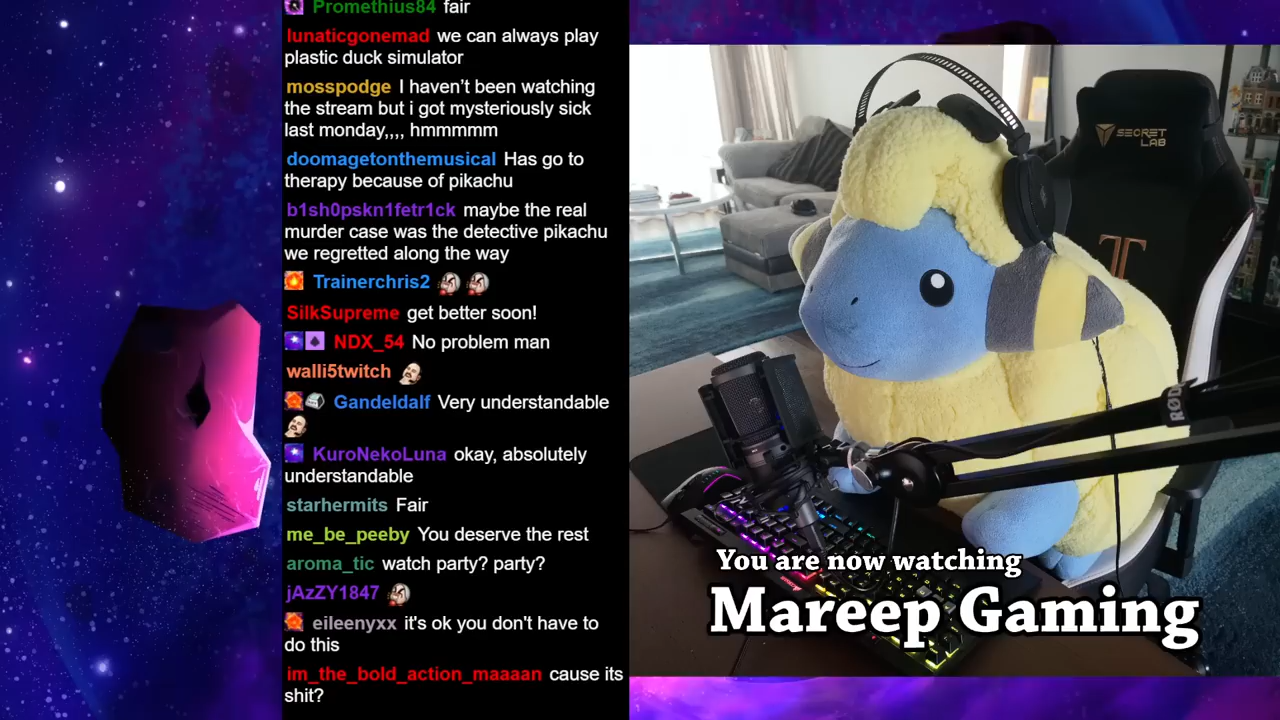 Promethius84 fair
lunaticgonemad we can always play
plastic duck simulator
mosspodge I haven't been watching
the stream but i got mysteriously sick
last monday,,,, hmmmmm
doomagetonthemusical Has go to
therapy because of pikachu
b1sh0pskn1fetr1ck maybe the real
murder case was the detective pikachu
we regretted along the way
Trainerchris2
SilkSupreme get better soon!
NDX_54 No problem man
walli5twitch
Gandeldalf Very understandable
KuroNekoLuna okay, absolutely
understandable
starhermits Fair
me_be_peeby You deserve the rest
aroma_tic watch party? party?
jAzZY1847
eileenyxx it's ok you don't have to
do this
im_the_bold_action_maaaan cause its
shit?
SECRET
LAB
RØDE
You are now watching
Mareep Gaming